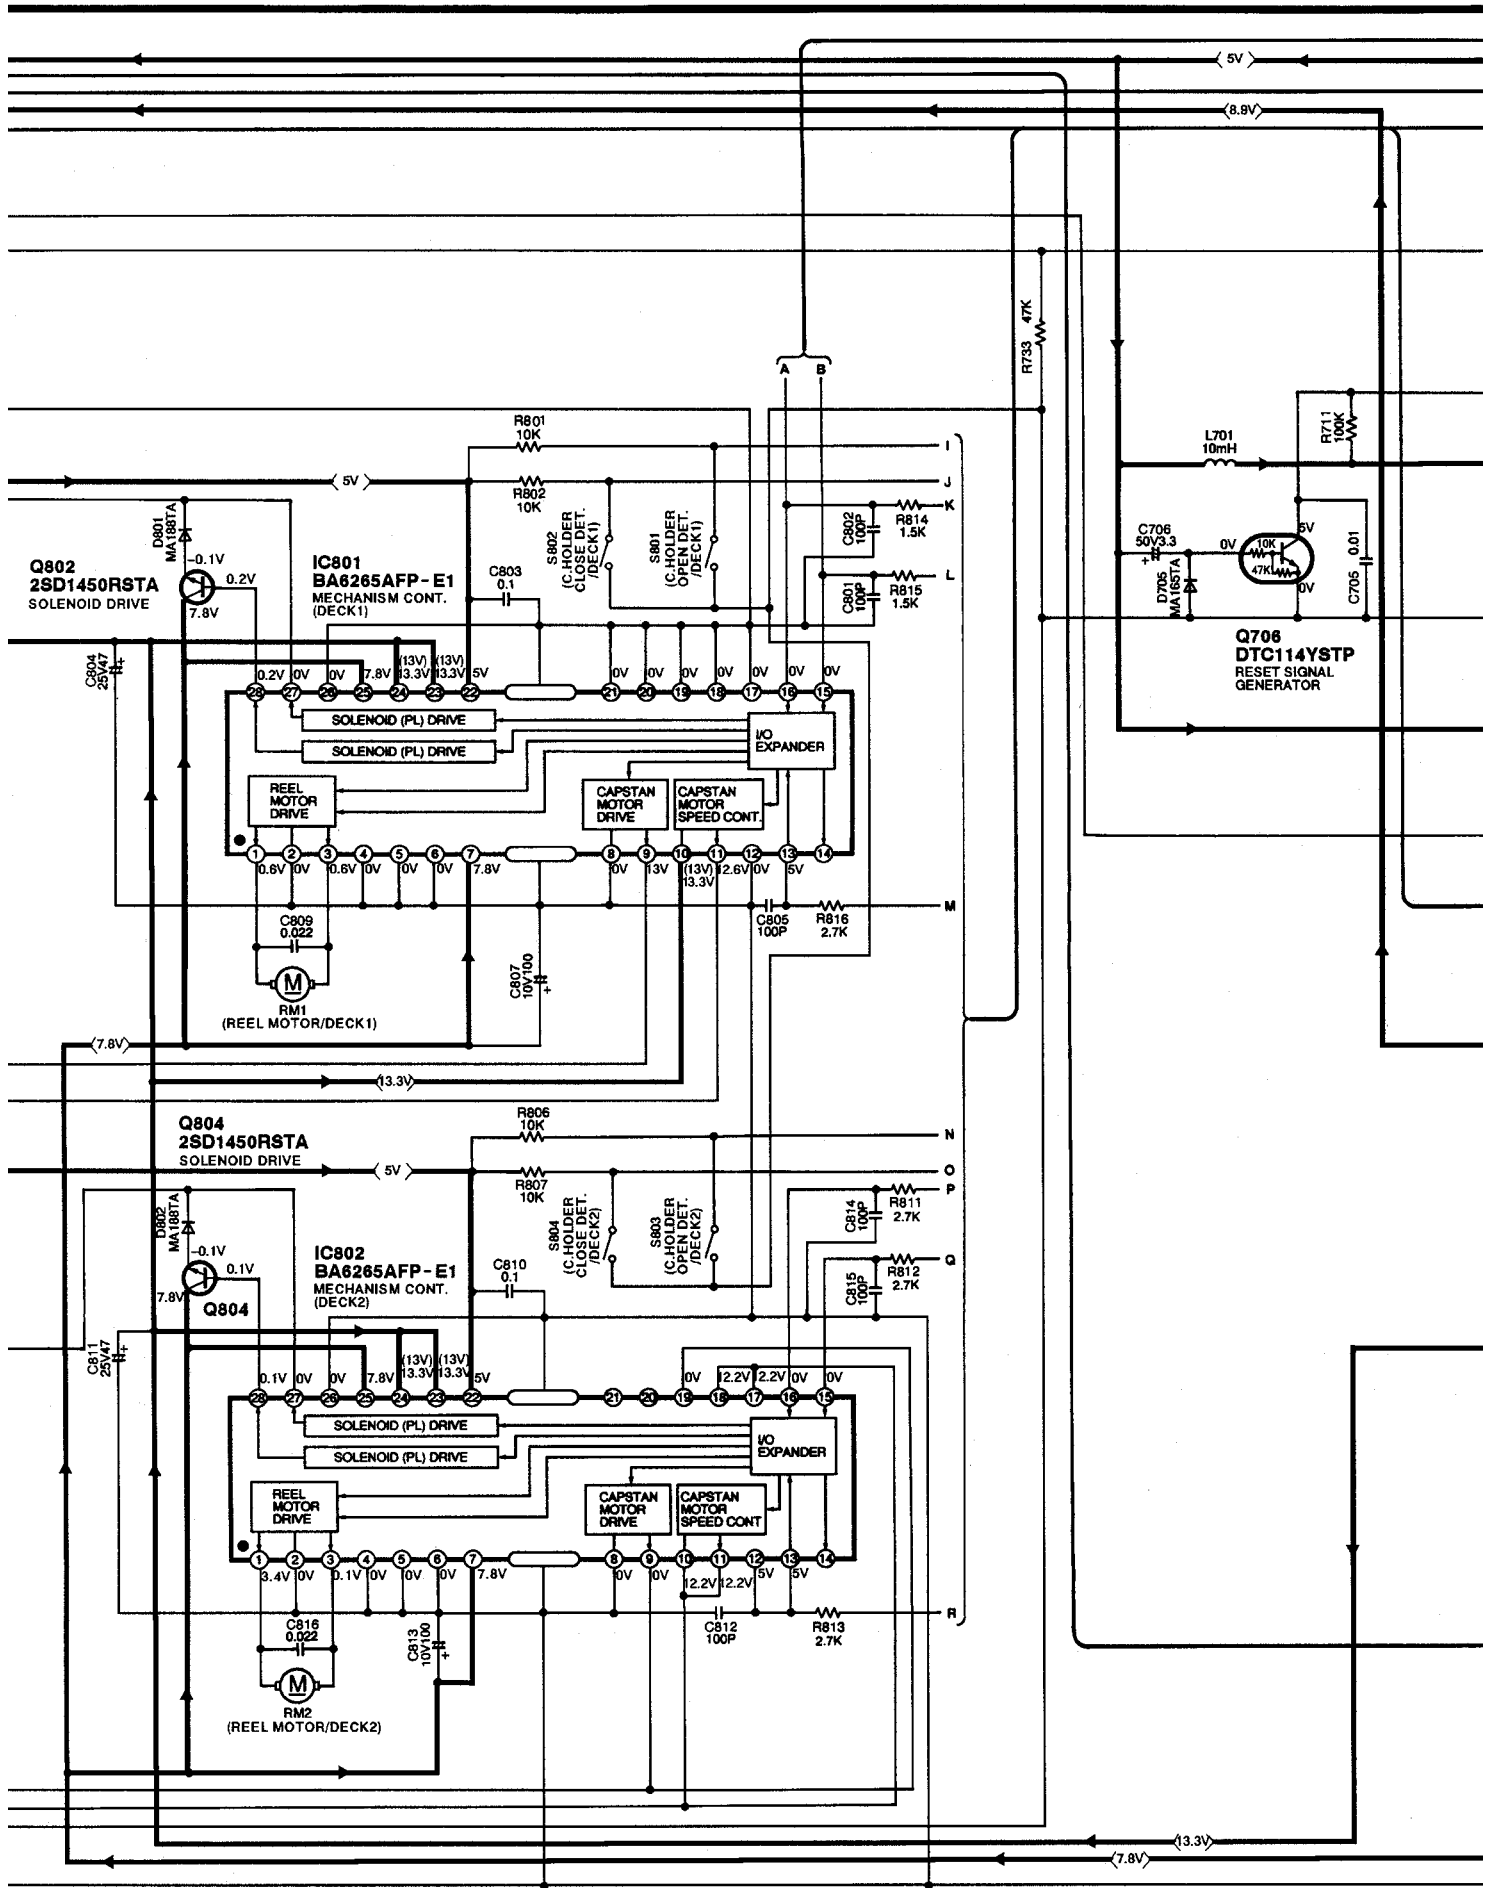 5V
8.9V
47K
R733
A B
R801
10K
I
5V
R802
10K
J
K
L
S802
(C.HOLDER
CLOSE DET.
/DECK1)
S801
(C.HOLDER
OPEN DET.
/DECK1)
C802
100P
R814
1.5K
C801
100P
R815
1.5K
L701
10mH
R711
100K
C706
50V3.3
+
0V
5V
10K
47K
0V
D705
MA165TA
C705 0.01
Q706
DTC114YSTP
RESET SIGNAL
GENERATOR
D801
MA188TA
Q802
2SD1450RSTA
SOLENOID DRIVE
-0.1V
0.2V
7.8V
IC801
BA6265AFP-E1
MECHANISM CONT.
(DECK1)
C803
0.1
C804
25V47
+
0.2V 0V 0V 7.8V (13V) 13.3V (13V) 13.3V 5V 0V 0V 0V 0V 0V 0V 0V
28 27 26 25 24 23 22 21 20 19 18 17 16 15
SOLENOID (PL) DRIVE
SOLENOID (PL) DRIVE
I/O
EXPANDER
REEL
MOTOR
DRIVE
CAPSTAN
MOTOR
DRIVE
CAPSTAN
MOTOR
SPEED CONT.
1 2 3 4 5 6 7 8 9 10 11 12 13 14
0.6V 0V 0.6V 0V 0V 0V 7.8V 0V 13V (13V) 13.3V 12.6V 0V 5V
C809
0.022
C805
100P
R816
2.7K
M
M
RM1
(REEL MOTOR/DECK1)
C807
10V100
+
7.8V
13.3V
Q804
2SD1450RSTA
SOLENOID DRIVE
R806
10K
N
5V
R807
10K
O
P
Q
D802
MA188TA
-0.1V
0.1V
7.8V
Q804
IC802
BA6265AFP-E1
MECHANISM CONT.
(DECK2)
C810
0.1
S804
(C.HOLDER
CLOSE DET.
/DECK2)
S803
(C.HOLDER
OPEN DET.
/DECK2)
C814
100P
R811
2.7K
C815
100P
R812
2.7K
C811
25V47
+
0.1V 0V 0V 7.8V (13V) 13.3V (13V) 13.3V 5V 0V 12.2V 12.2V 0V 0V
28 27 26 25 24 23 22 21 20 19 18 17 16 15
SOLENOID (PL) DRIVE
SOLENOID (PL) DRIVE
I/O
EXPANDER
REEL
MOTOR
DRIVE
CAPSTAN
MOTOR
DRIVE
CAPSTAN
MOTOR
SPEED CONT
1 2 3 4 5 6 7 8 9 10 11 12 13 14
3.4V 0V 0.1V 0V 0V 0V 7.8V 0V 0V 12.2V 12.2V 5V 5V
C816
0.022
C813
10V100
+
C812
100P
R813
2.7K
R
M
RM2
(REEL MOTOR/DECK2)
13.3V
7.8V